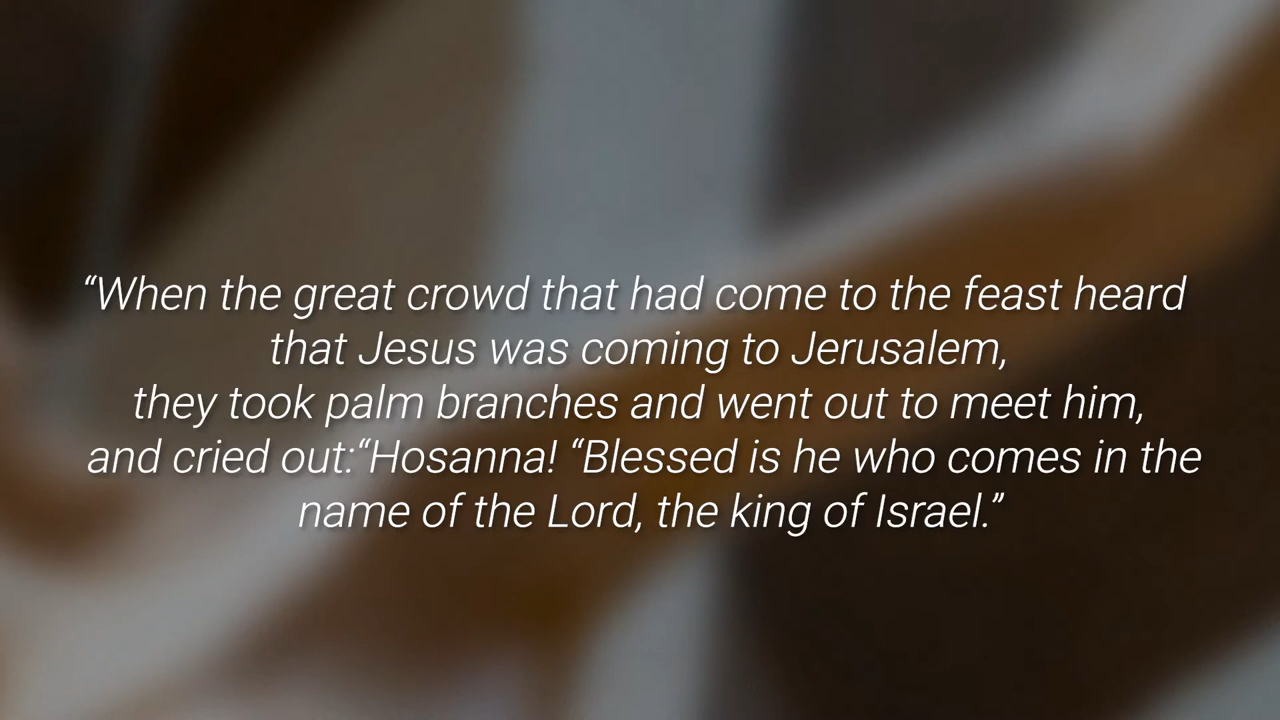 “When the great crowd that had come to the feast heard
that Jesus was coming to Jerusalem,
they took palm branches and went out to meet him,
and cried out:“Hosanna! “Blessed is he who comes in the
name of the Lord, the king of Israel.”